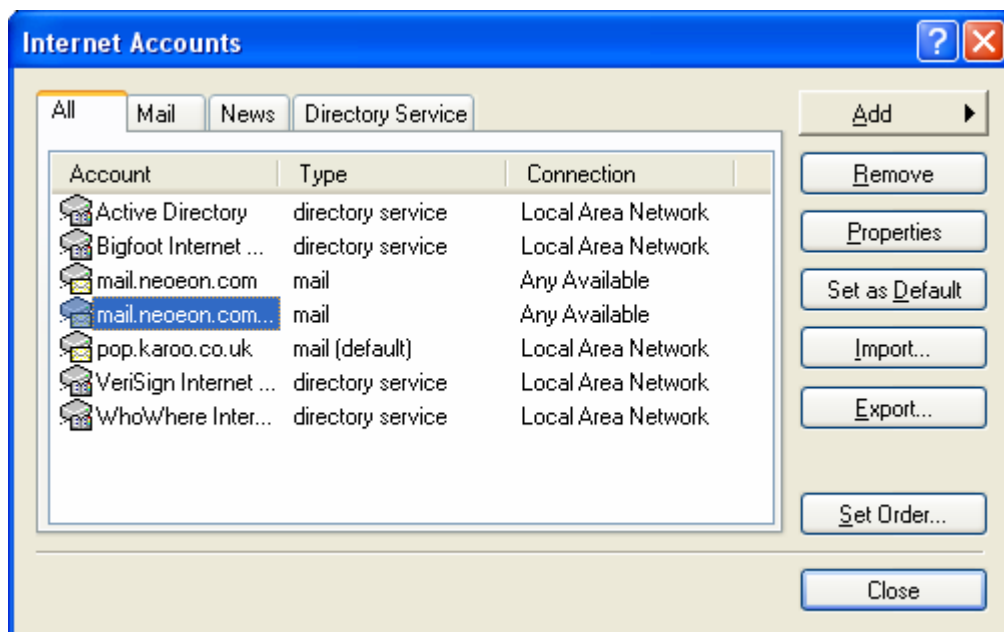 Internet Accounts
All Mail News Directory Service
Add
Remove
Properties
Set as Default
Import...
Export...
Set Order...
Close
Account Type Connection
Active Directory directory service Local Area Network
Bigfoot Internet ... directory service Local Area Network
mail.neoeon.com mail Any Available
mail.neoeon.com... mail Any Available
pop.karoo.co.uk mail (default) Local Area Network
VeriSign Internet ... directory service Local Area Network
WhoWhere Inter... directory service Local Area Network